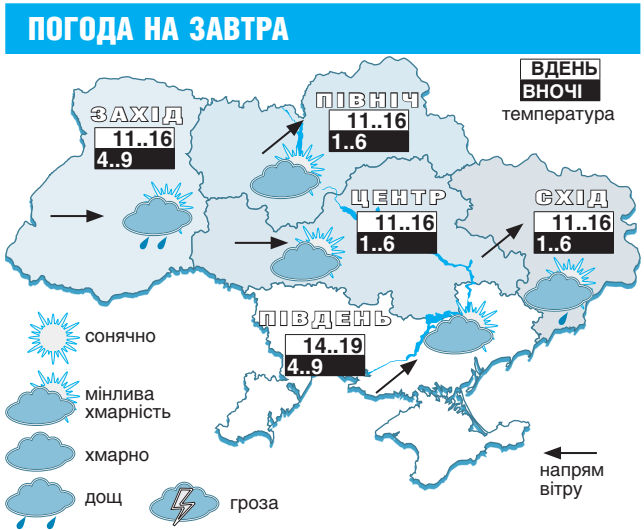 ПОГОДА НА ЗАВТРА
ВДЕНЬ
ВНОЧІ
температура
ЗАХІД
11..16
4..9
ПІВНІЧ
11..16
1..6
ЦЕНТР
11..16
1..6
СХІД
11..16
1..6
ПІВДЕНЬ
14..19
4..9
сонячно
мінлива
хмарність
хмарно
дощ
гроза
напрям
вітру